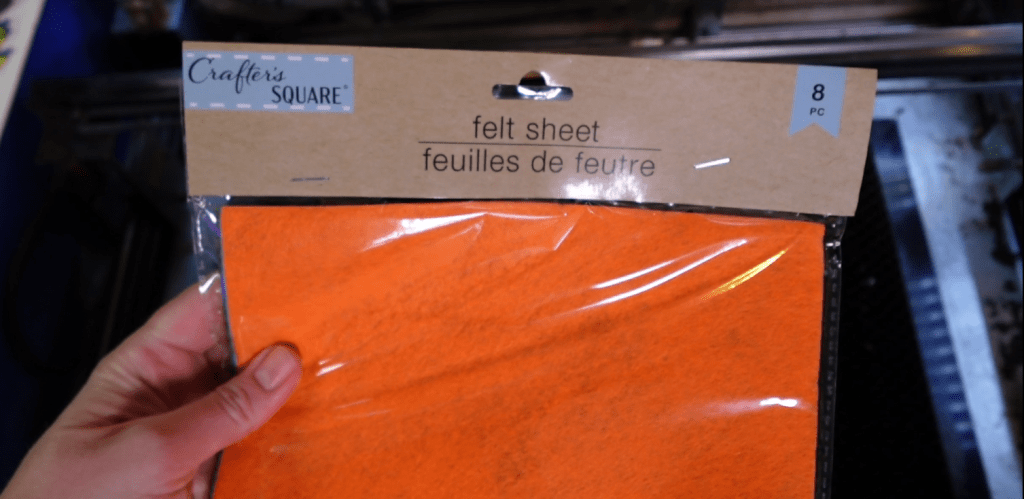 Crafter's
SQUARE®
8
PC
felt sheet
feuilles de feutre